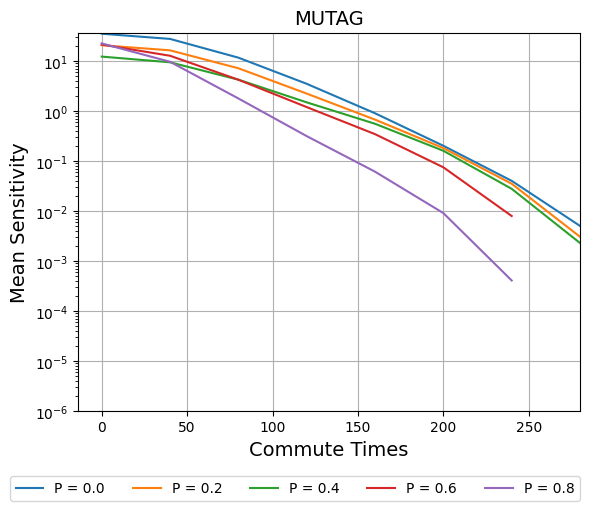 MUTAG
Mean Sensitivity
10^1
10^0
10^-1
10^-2
10^-3
10^-4
10^-5
10^-6
0 50 100 150 200 250
Commute Times
P = 0.0 P = 0.2 P = 0.4 P = 0.6 P = 0.8